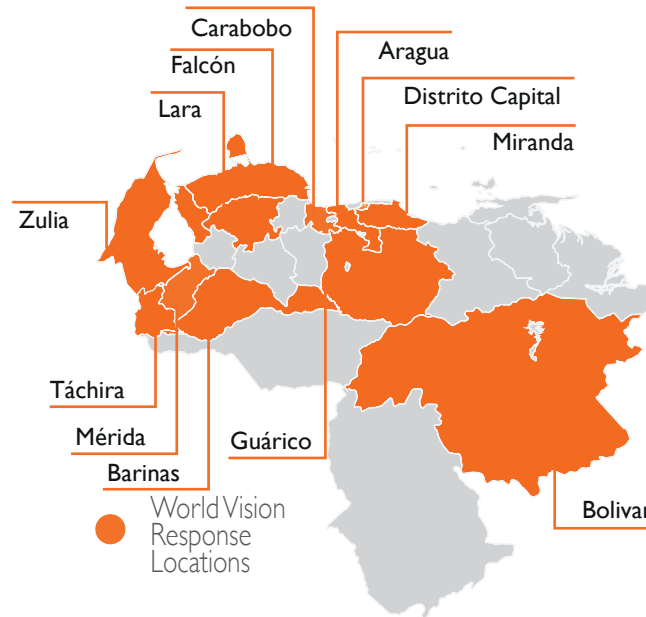 Carabobo
Aragua
Falcón
Distrito Capital
Lara
Miranda
Zulia
Táchira
Mérida
Guárico
Barinas
World Vision
Response
Locations
Bolivar